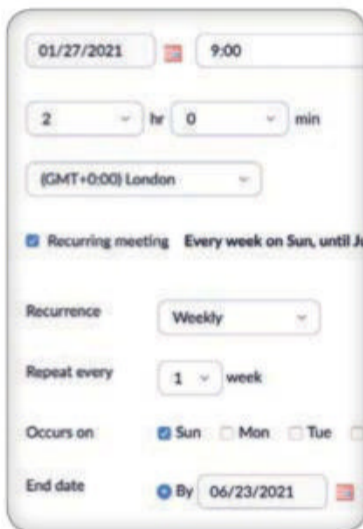 01/27/2021 9:00
2 hr 0 min
(GMT+0:00) London
Recurring meeting Every week on Sun, until
Recurrence Weekly
Repeat every 1 week
Occurs on Sun Mon Tue
End date By 06/23/2021